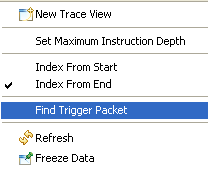 New Trace View
Set Maximum Instruction Depth
Index From Start
Index From End
Find Trigger Packet
Refresh
Freeze Data